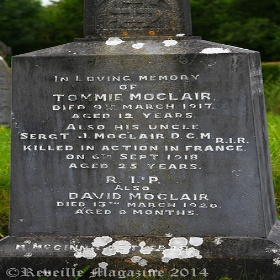 In Loving Memory
OF
TOMMIE MOCLAIR
DIED 9TH MARCH 1917.
AGED 12 YEARS.
ALSO HIS UNCLE
SERGT J. MOCLAIR D.C.M R.I.R.
KILLED IN ACTION IN FRANCE
ON 6TH SEPT 1918
AGED 25 YEARS.
R.I.P.
ALSO
DAVID MOCLAIR
DIED 13TH MARCH 1920.
AGED 9 MONTHS.
© Reveille Magazine 2014